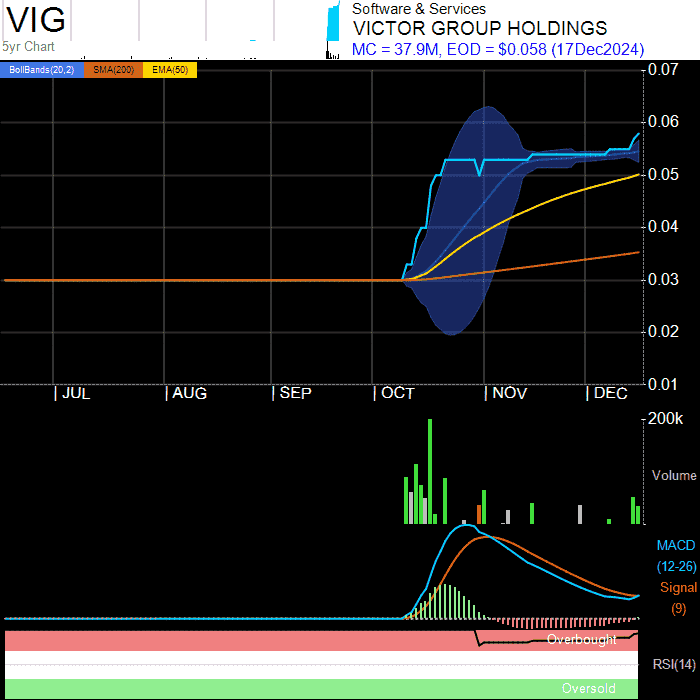 VIG
5yr Chart
Software & Services
VICTOR GROUP HOLDINGS
MC = 37.9M, EOD = $0.058 (17Dec2024)
BollBands(20,2) SMA(200) EMA(50)
0.07
0.06
0.05
0.04
0.03
0.02
0.01
JUL AUG SEP OCT NOV DEC
200k
Volume
MACD
(12-26)
Signal
(9)
Overbought
RSI(14)
Oversold